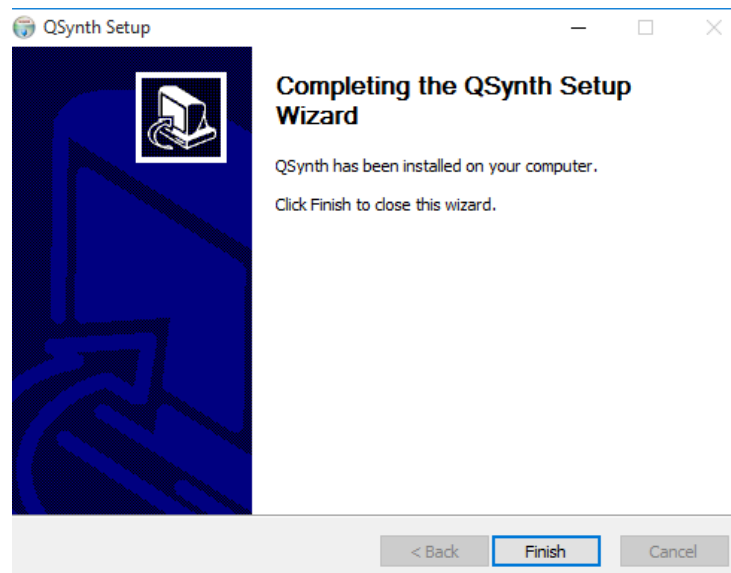 QSynth Setup
Completing the QSynth Setup
Wizard
QSynth has been installed on your computer.
Click Finish to close this wizard.
< Back
Finish
Cancel